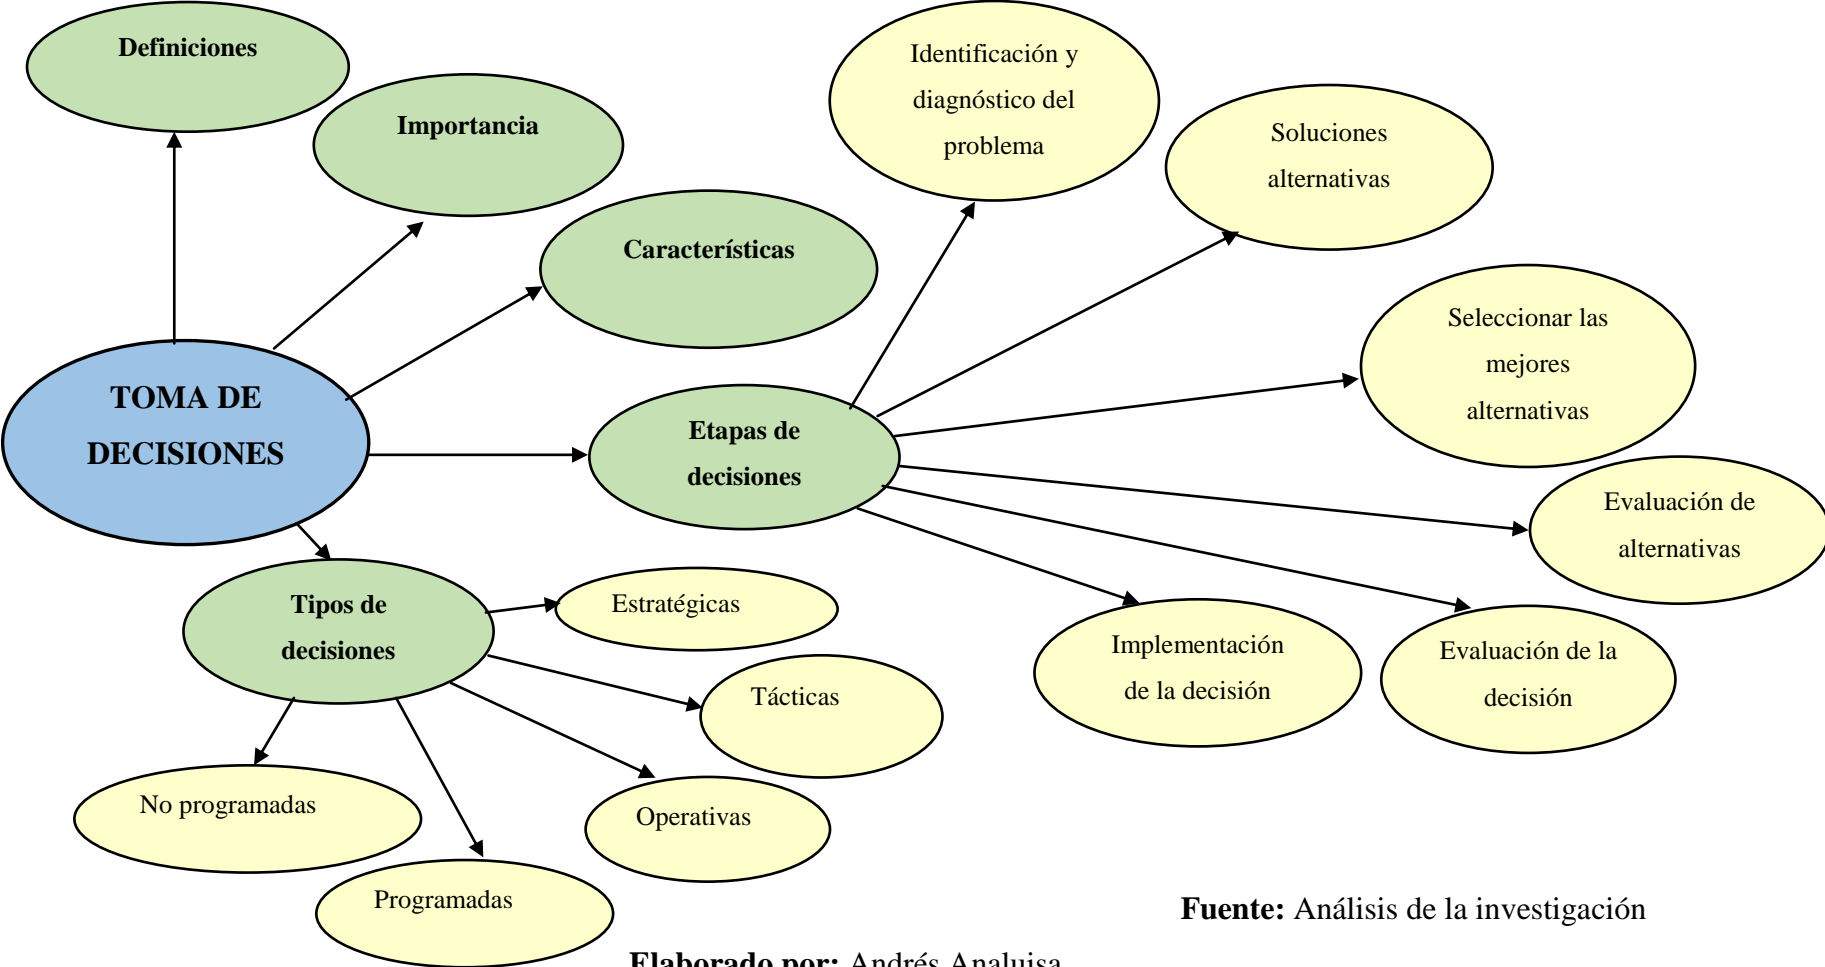 Definiciones
Importancia
Características
TOMA DE
DECISIONES
Etapas de
decisiones
Identificación y
diagnóstico del
problema
Soluciones
alternativas
Seleccionar las
mejores
alternativas
Evaluación de
alternativas
Evaluación de la
decisión
Implementación
de la decisión
Tipos de
decisiones
Estratégicas
Tácticas
Operativas
Programadas
No programadas
Fuente: Análisis de la investigación
Elaborado por: Andrés Analuisa